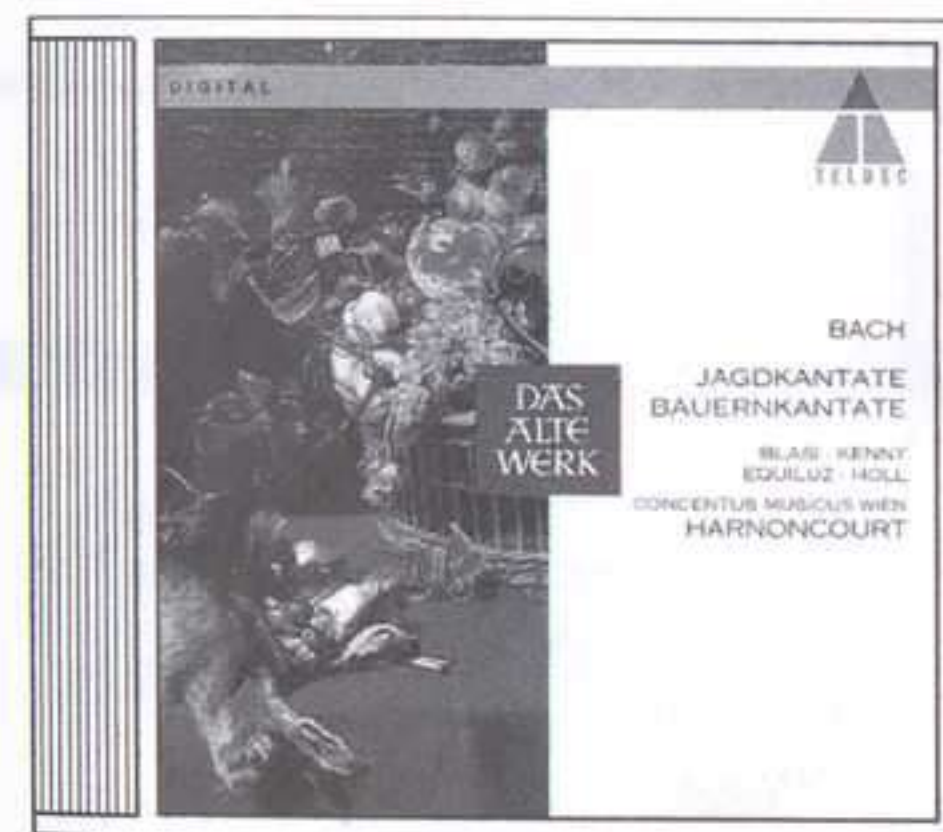 DIGITAL
TELDEC
BACH
JAGDKANTATE
BAUERNKANTATE
BLASI · KENNY
EQUILUZ · HOLL
CONCENTUS MUSICUS WIEN
HARNONCOURT
DAS
ALTE
WERK